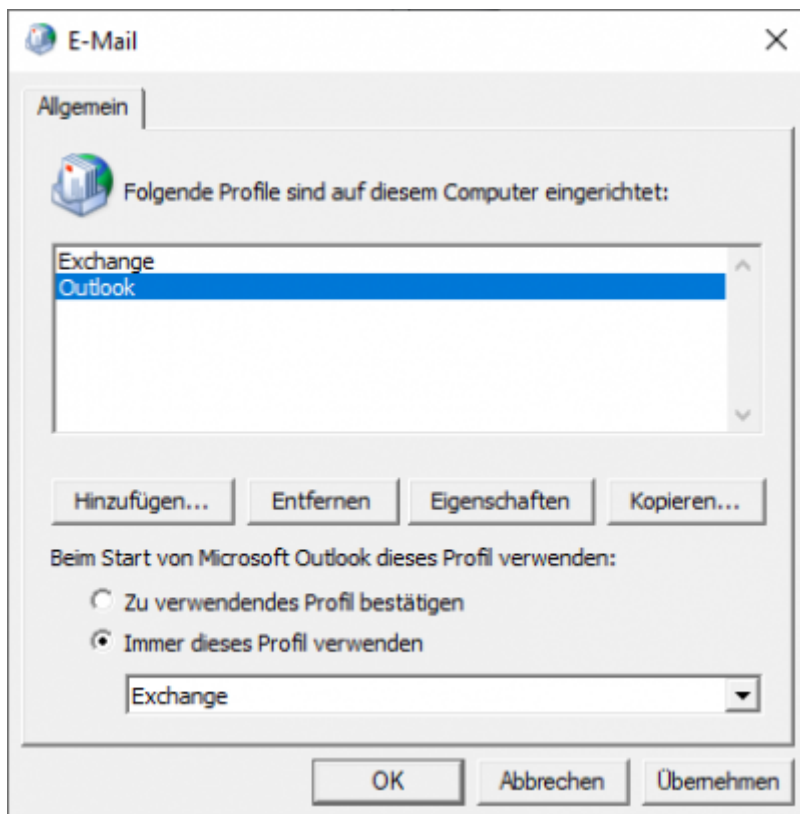 E-Mail
Allgemein
Folgende Profile sind auf diesem Computer eingerichtet:
Exchange
Outlook
Hinzufügen... Entfernen Eigenschaften Kopieren...
Beim Start von Microsoft Outlook dieses Profil verwenden:
Zu verwendendes Profil bestätigen
Immer dieses Profil verwenden
Exchange
OK Abbrechen Übernehmen